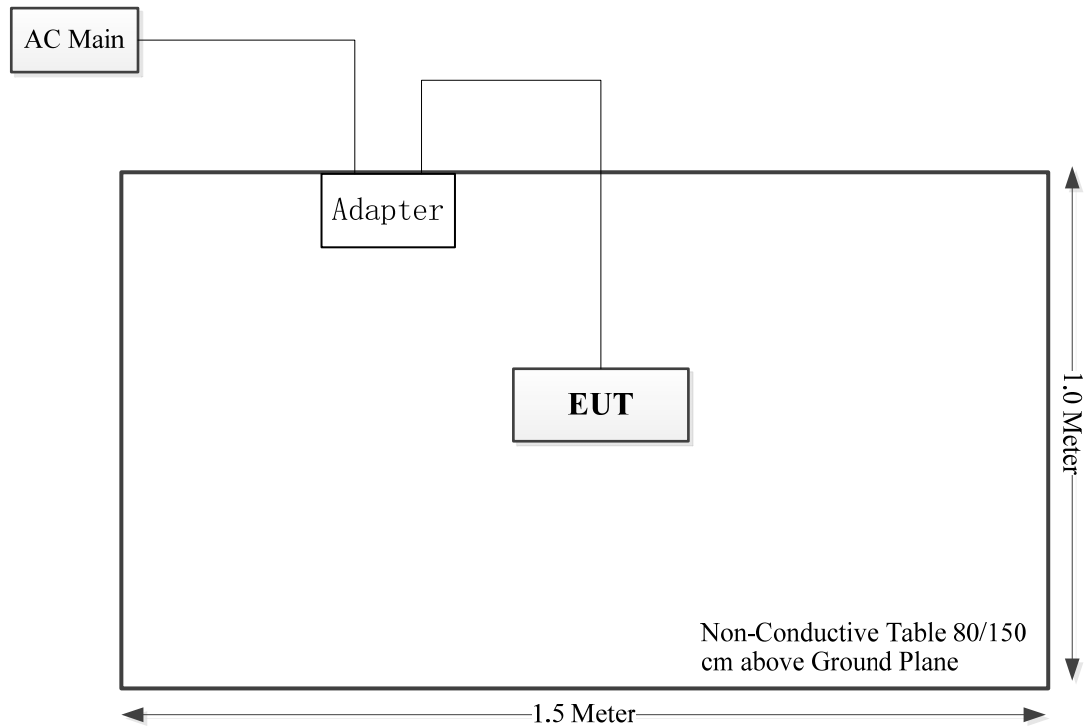 AC Main
Adapter
EUT
1.0 Meter
Non-Conductive Table 80/150
cm above Ground Plane
1.5 Meter